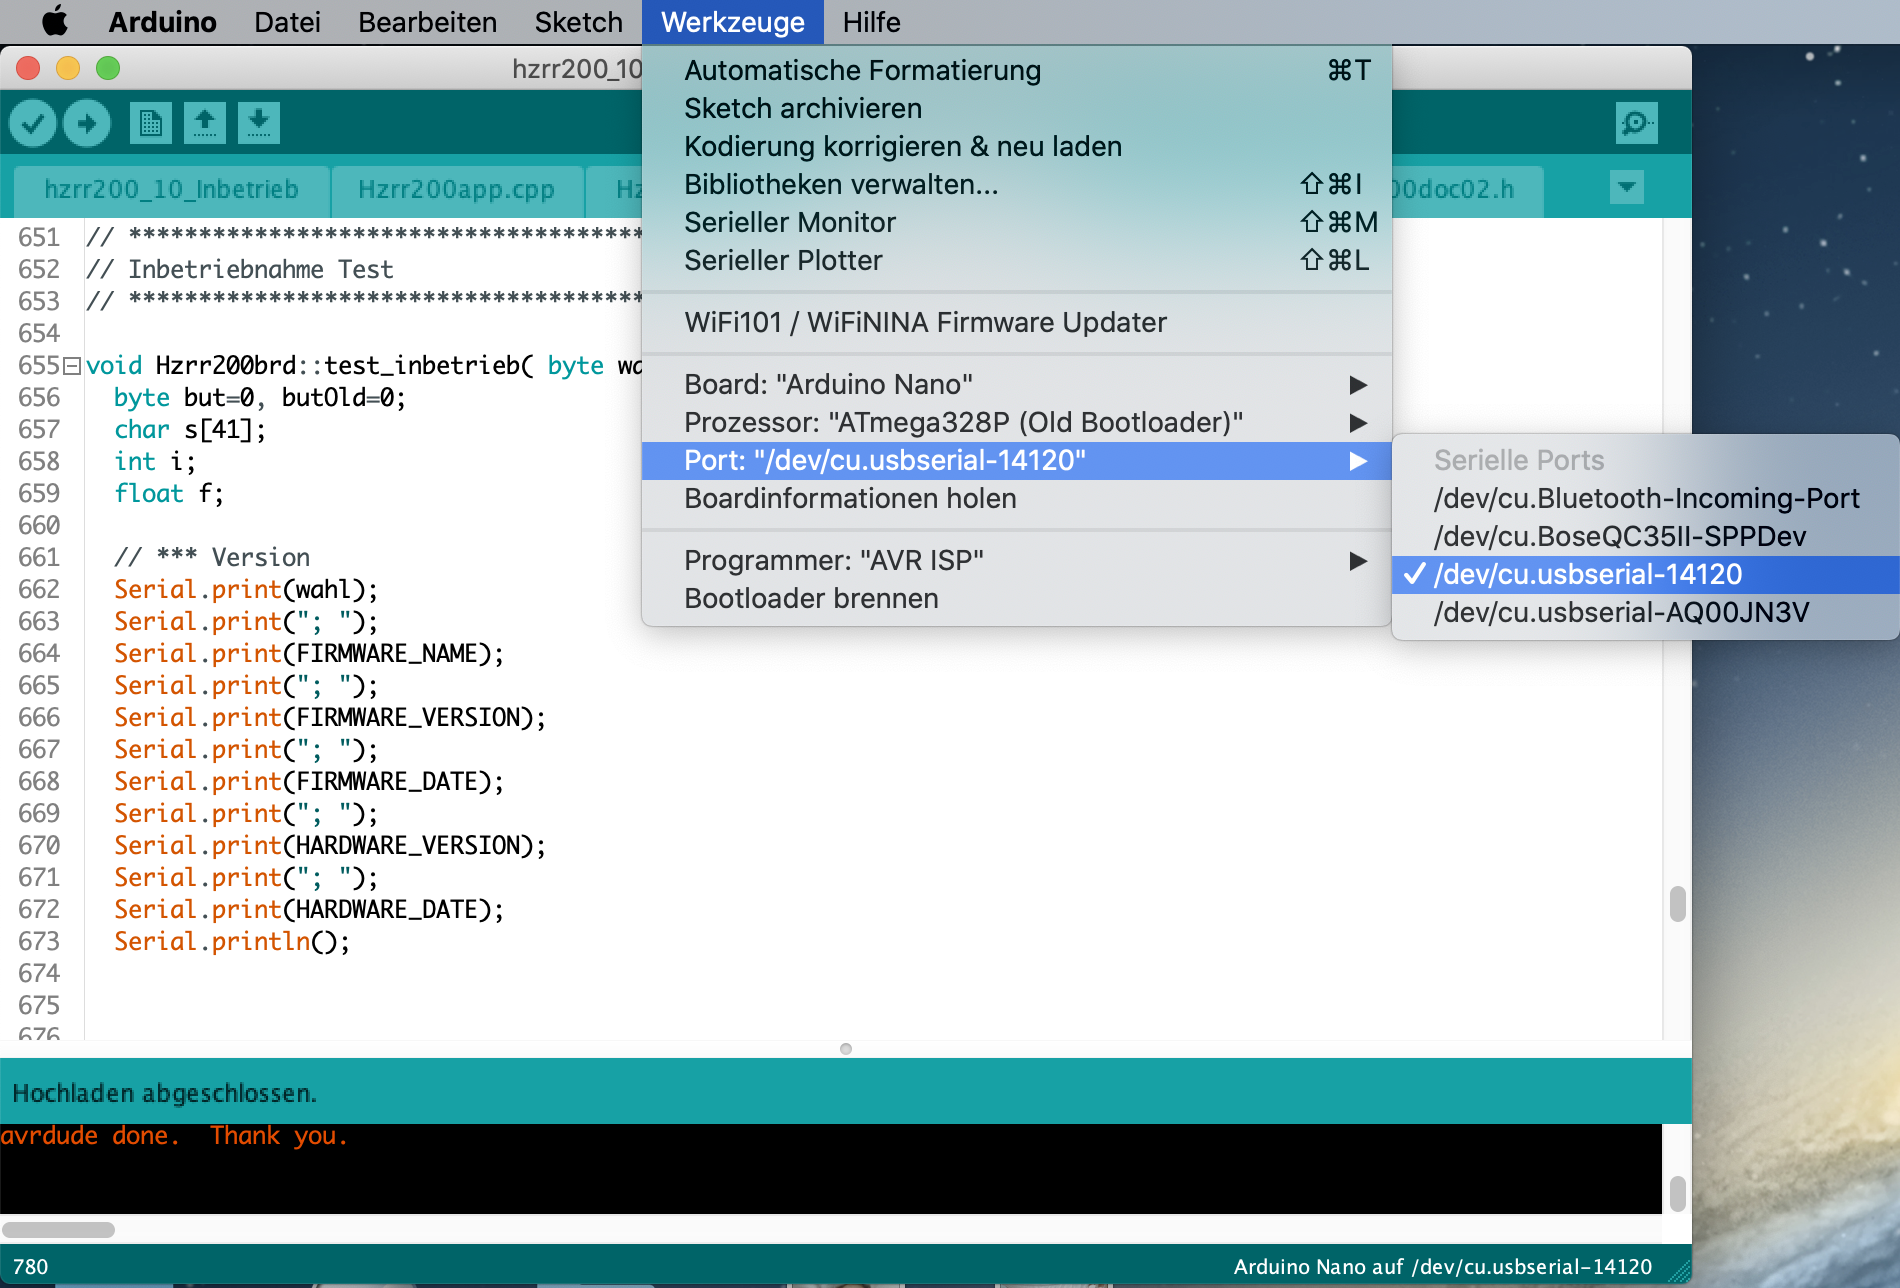 Arduino Datei Bearbeiten Sketch Werkzeuge Hilfe
hzrr200_10
Automatische Formatierung ⌘T
Sketch archivieren
Kodierung korrigieren & neu laden
Bibliotheken verwalten... ⇧⌘I
Serieller Monitor ⇧⌘M
Serieller Plotter ⇧⌘L
WiFi101 / WiFiNINA Firmware Updater
Board: "Arduino Nano"
Prozessor: "ATmega328P (Old Bootloader)"
Port: "/dev/cu.usbserial-14120"
Boardinformationen holen
Programmer: "AVR ISP"
Bootloader brennen
Serielle Ports
/dev/cu.Bluetooth-Incoming-Port
/dev/cu.BoseQC35II-SPPDev
✓ /dev/cu.usbserial-14120
/dev/cu.usbserial-AQ00JN3V
hzrr200_10_Inbetrieb Hzrr200app.cpp Hz 00doc02.h
651 // *************************************
652 // Inbetriebnahme Test
653 // *************************************
654
655 void Hzrr200brd::test_inbetrieb( byte wa
656 byte but=0, butOld=0;
657 char s[41];
658 int i;
659 float f;
660
661 // *** Version
662 Serial.print(wahl);
663 Serial.print("; ");
664 Serial.print(FIRMWARE_NAME);
665 Serial.print("; ");
666 Serial.print(FIRMWARE_VERSION);
667 Serial.print("; ");
668 Serial.print(FIRMWARE_DATE);
669 Serial.print("; ");
670 Serial.print(HARDWARE_VERSION);
671 Serial.print("; ");
672 Serial.print(HARDWARE_DATE);
673 Serial.println();
674
675
676
Hochladen abgeschlossen.
avrdude done.  Thank you.
780 Arduino Nano auf /dev/cu.usbserial-14120